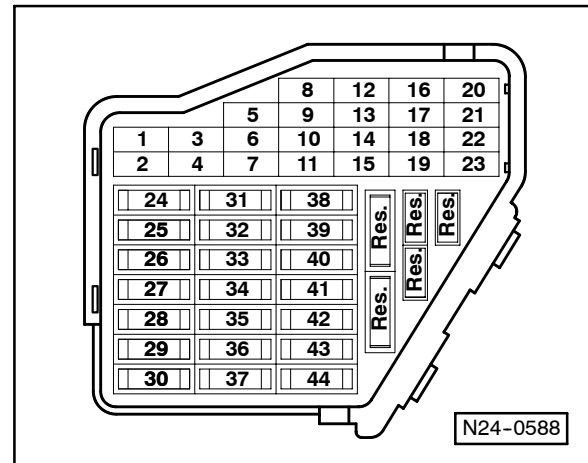 8 12 16 20
5 9 13 17 21
1 3 6 10 14 18 22
2 4 7 11 15 19 23
24 31 38
25 32 39
26 33 40
27 34 41
28 35 42
29 36 43
30 37 44
Res. Res. Res.
Res. Res.
N24-0588